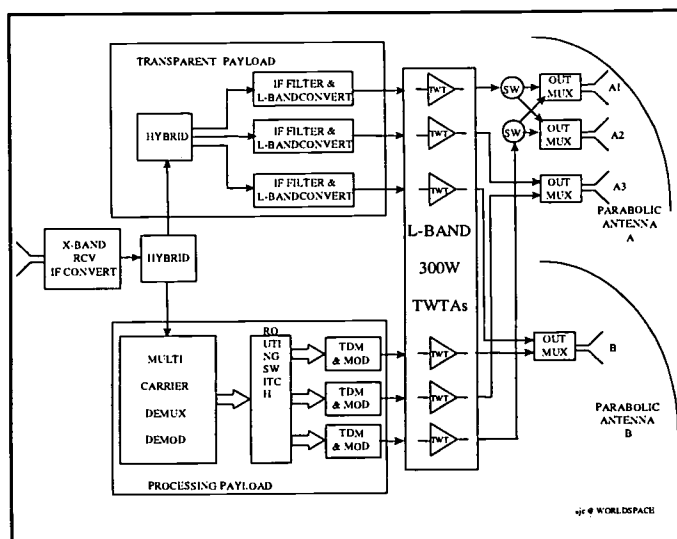 TRANSPARENT PAYLOAD
IF FILTER &
L-BANDCONVERT
IF FILTER &
L-BANDCONVERT
IF FILTER &
L-BANDCONVERT
HYBRID
X-BAND
RCV
IF CONVERT
HYBRID
TWT
TWT
TWT
L-BAND
300W
TWTAs
TWT
TWT
TWT
SW
SW
OUT
MUX
A1
OUT
MUX
A2
OUT
MUX
A3
PARABOLIC
ANTENNA
A
OUT
MUX
B
PARABOLIC
ANTENNA
B
MULTI
CARRIER
DEMUX
DEMOD
RO
UTI
NG S
W
ITC
H
TDM
& MOD
TDM
& MOD
TDM
& MOD
PROCESSING PAYLOAD
sjc @ WORLDSPACE